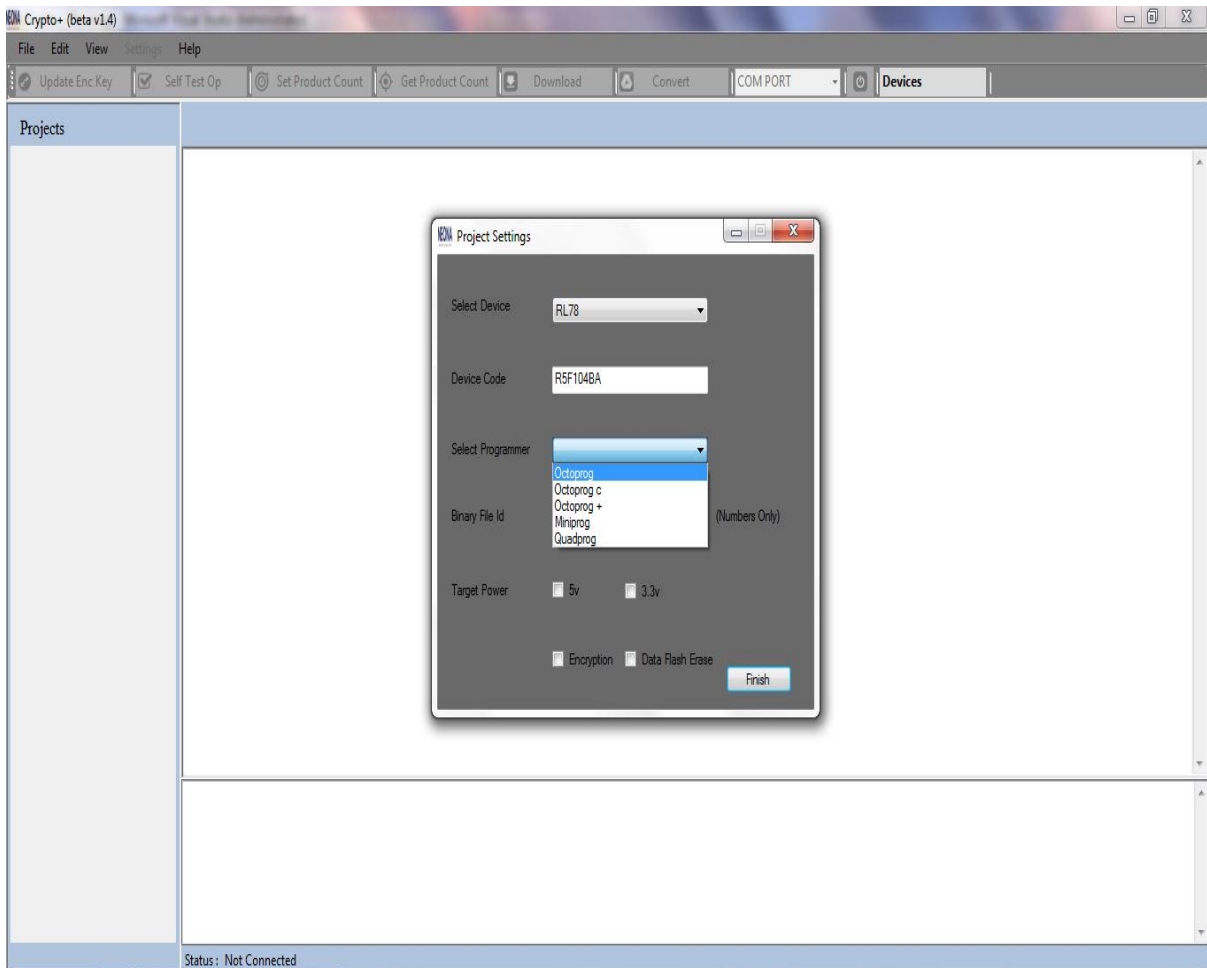 NEONA Crypto+ (beta v1.4)
File Edit View Settings Help
Update Enc Key Self Test Op Set Product Count Get Product Count Download Convert COM PORT Devices
Projects
NEONA Project Settings
X
Select Device RL78
Device Code R5F104BA
Select Programmer
Octoprog
Octoprog c
Octoprog +
Miniprog
Quadprog
Binary File Id (Numbers Only)
Target Power 5v 3.3v
Encryption Data Flash Erase
Finish
Status : Not Connected